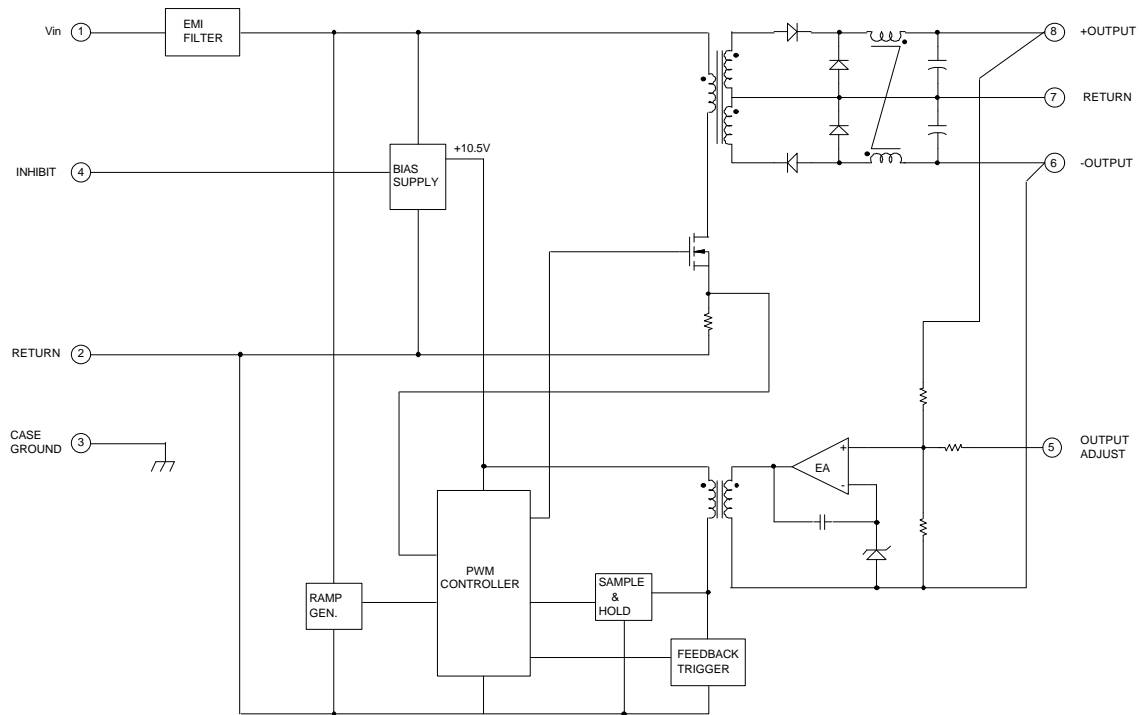 Vin
1
EMI
FILTER
8
+OUTPUT
7
RETURN
+10.5V
INHIBIT
4
BIAS
SUPPLY
6
-OUTPUT
RETURN
2
CASE
GROUND
3
+
EA
-
5
OUTPUT
ADJUST
PWM
CONTROLLER
RAMP
GEN.
SAMPLE
&
HOLD
FEEDBACK
TRIGGER